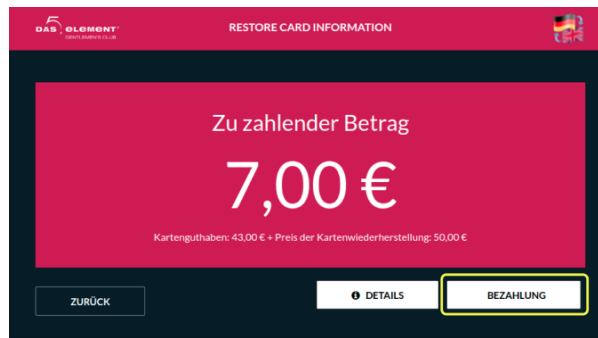 DAS 5. ELEMENT
GENTLEMEN'S CLUB
RESTORE CARD INFORMATION
Zu zahlender Betrag
7,00 €
Kartenguthaben: 43,00 € + Preis der Kartenwiederherstellung: 50,00 €
ZURÜCK
DETAILS
BEZAHLUNG